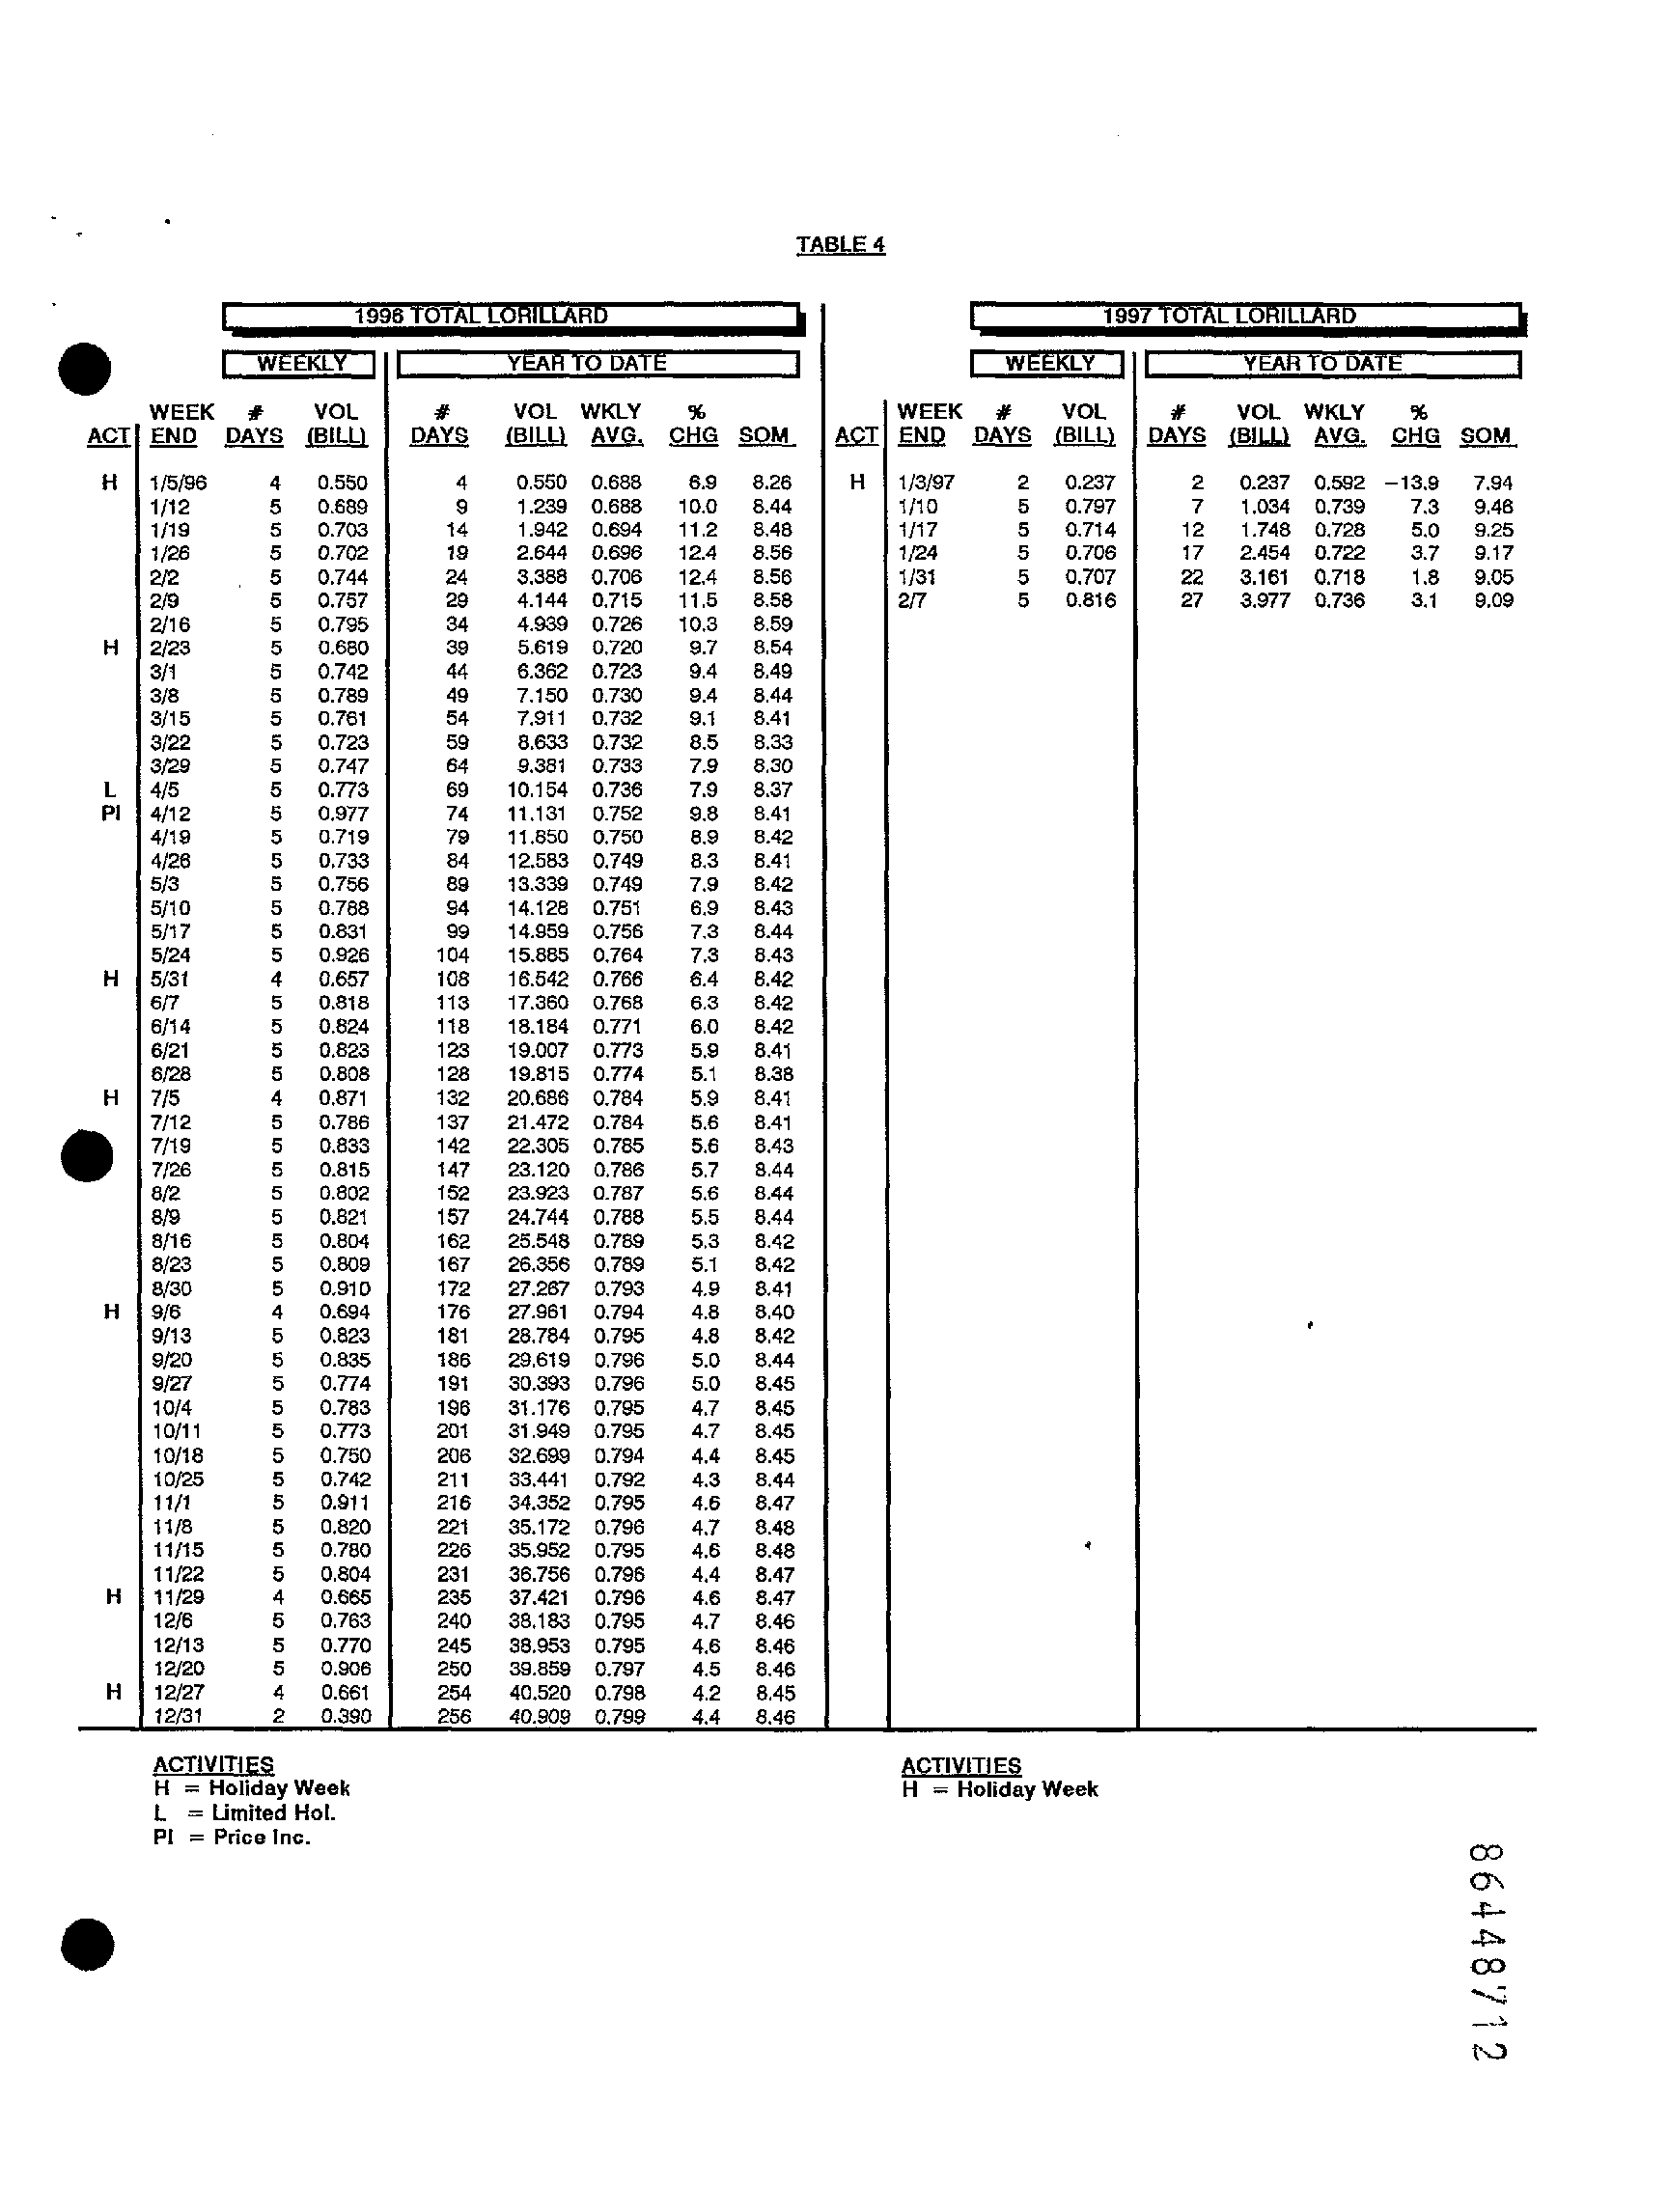 TABLE 4
1996 TOTAL LORILLARD 1997 TOTAL LORILLARD
WEEKLY YEAR TO DATE WEEKLY YEAR TO DATE
WEEK # VOL # VOL WKLY % WEEK # VOL # VOL WKLY %
ACT END DAYS (BILL) DAYS (BILL) AVG. CHG SOM ACT END DAYS (BILL) DAYS (BILL) AVG. CHG SOM
H 1/5/96 4 0.550 4 0.550 0.688 6.9 8.26 H 1/3/97 2 0.237 2 0.237 0.592 −13.9 7.94
1/12 5 0.689 9 1.239 0.688 10.0 8.44 1/10 5 0.797 7 1.034 0.739 7.3 9.46
1/19 5 0.703 14 1.942 0.694 11.2 8.48 1/17 5 0.714 12 1.748 0.728 5.0 9.25
1/26 5 0.702 19 2.644 0.696 12.4 8.56 1/24 5 0.706 17 2.454 0.722 3.7 9.17
2/2 5 0.744 24 3.388 0.706 12.4 8.56 1/31 5 0.707 22 3.161 0.718 1.8 9.05
2/9 5 0.757 29 4.144 0.715 11.5 8.58 2/7 5 0.816 27 3.977 0.736 3.1 9.09
2/16 5 0.795 34 4.939 0.726 10.3 8.59
H 2/23 5 0.680 39 5.619 0.720 9.7 8.54
3/1 5 0.742 44 6.362 0.723 9.4 8.49
3/8 5 0.789 49 7.150 0.730 9.4 8.44
3/15 5 0.761 54 7.911 0.732 9.1 8.41
3/22 5 0.723 59 8.633 0.732 8.5 8.33
3/29 5 0.747 64 9.381 0.733 7.9 8.30
L 4/5 5 0.773 69 10.154 0.736 7.9 8.37
PI 4/12 5 0.977 74 11.131 0.752 9.8 8.41
4/19 5 0.719 79 11.850 0.750 8.9 8.42
4/26 5 0.733 84 12.583 0.749 8.3 8.41
5/3 5 0.756 89 13.339 0.749 7.9 8.42
5/10 5 0.788 94 14.128 0.751 6.9 8.43
5/17 5 0.831 99 14.959 0.756 7.3 8.44
5/24 5 0.926 104 15.885 0.764 7.3 8.43
H 5/31 4 0.657 108 16.542 0.766 6.4 8.42
6/7 5 0.818 113 17.360 0.768 6.3 8.42
6/14 5 0.824 118 18.184 0.771 6.0 8.42
6/21 5 0.823 123 19.007 0.773 5.9 8.41
6/28 5 0.808 128 19.815 0.774 5.1 8.38
H 7/5 4 0.871 132 20.686 0.784 5.9 8.41
7/12 5 0.786 137 21.472 0.784 5.6 8.41
7/19 5 0.833 142 22.305 0.785 5.6 8.43
7/26 5 0.815 147 23.120 0.786 5.7 8.44
8/2 5 0.802 152 23.923 0.787 5.6 8.44
8/9 5 0.821 157 24.744 0.788 5.5 8.44
8/16 5 0.804 162 25.548 0.789 5.3 8.42
8/23 5 0.809 167 26.356 0.789 5.1 8.42
8/30 5 0.910 172 27.267 0.793 4.9 8.41
H 9/6 4 0.694 176 27.961 0.794 4.8 8.40
9/13 5 0.823 181 28.784 0.795 4.8 8.42
9/20 5 0.835 186 29.619 0.796 5.0 8.44
9/27 5 0.774 191 30.393 0.796 5.0 8.45
10/4 5 0.783 196 31.176 0.795 4.7 8.45
10/11 5 0.773 201 31.949 0.795 4.7 8.45
10/18 5 0.750 206 32.699 0.794 4.4 8.45
10/25 5 0.742 211 33.441 0.792 4.3 8.44
11/1 5 0.911 216 34.352 0.795 4.6 8.47
11/8 5 0.820 221 35.172 0.796 4.7 8.48
11/15 5 0.780 226 35.952 0.795 4.6 8.48
11/22 5 0.804 231 36.756 0.796 4.4 8.47
H 11/29 4 0.665 235 37.421 0.796 4.6 8.47
12/6 5 0.763 240 38.183 0.795 4.7 8.46
12/13 5 0.770 245 38.953 0.795 4.6 8.46
12/20 5 0.906 250 39.859 0.797 4.5 8.46
H 12/27 4 0.661 254 40.520 0.798 4.2 8.45
12/31 2 0.390 256 40.909 0.799 4.4 8.46
ACTIVITIES ACTIVITIES
H = Holiday Week H = Holiday Week
L = Limited Hol.
PI = Price Inc.
86448712